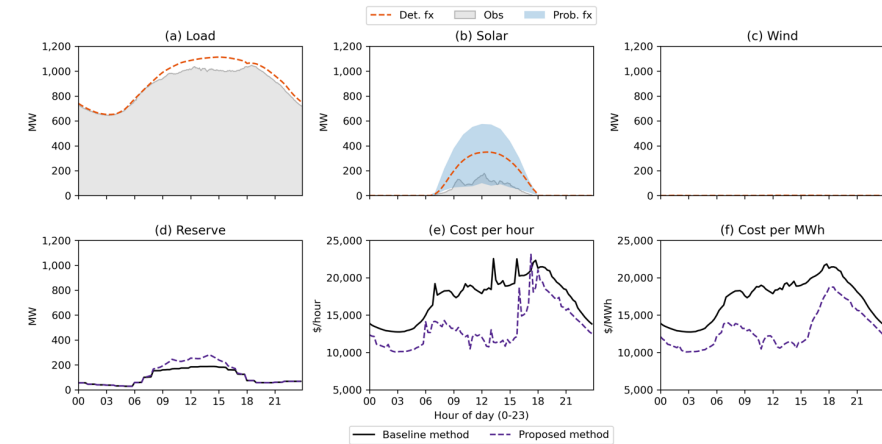 Det. fx Obs Prob. fx
(a) Load (b) Solar (c) Wind
1,200 1,200 1,200
1,000 1,000 1,000
800 800 800
600 600 600
400 400 400
200 200 200
0 0 0
MW MW MW
(d) Reserve (e) Cost per hour (f) Cost per MWh
1,200 25,000 25,000
1,000
800 20,000 20,000
600 15,000 15,000
400
200 10,000 10,000
0 5,000 5,000
MW $/hour $/MWh
00 03 06 09 12 15 18 21 00 03 06 09 12 15 18 21 00 03 06 09 12 15 18 21
Hour of day (0-23)
Baseline method Proposed method